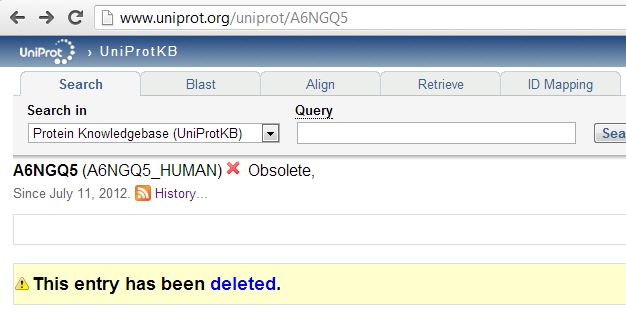 www.uniprot.org/uniprot/A6NGQ5
UniProt › UniProtKB
Search Blast Align Retrieve ID Mapping
Search in Query
Protein Knowledgebase (UniProtKB) Sea
A6NGQ5 (A6NGQ5_HUMAN) Obsolete,
Since July 11, 2012. History...
This entry has been deleted.